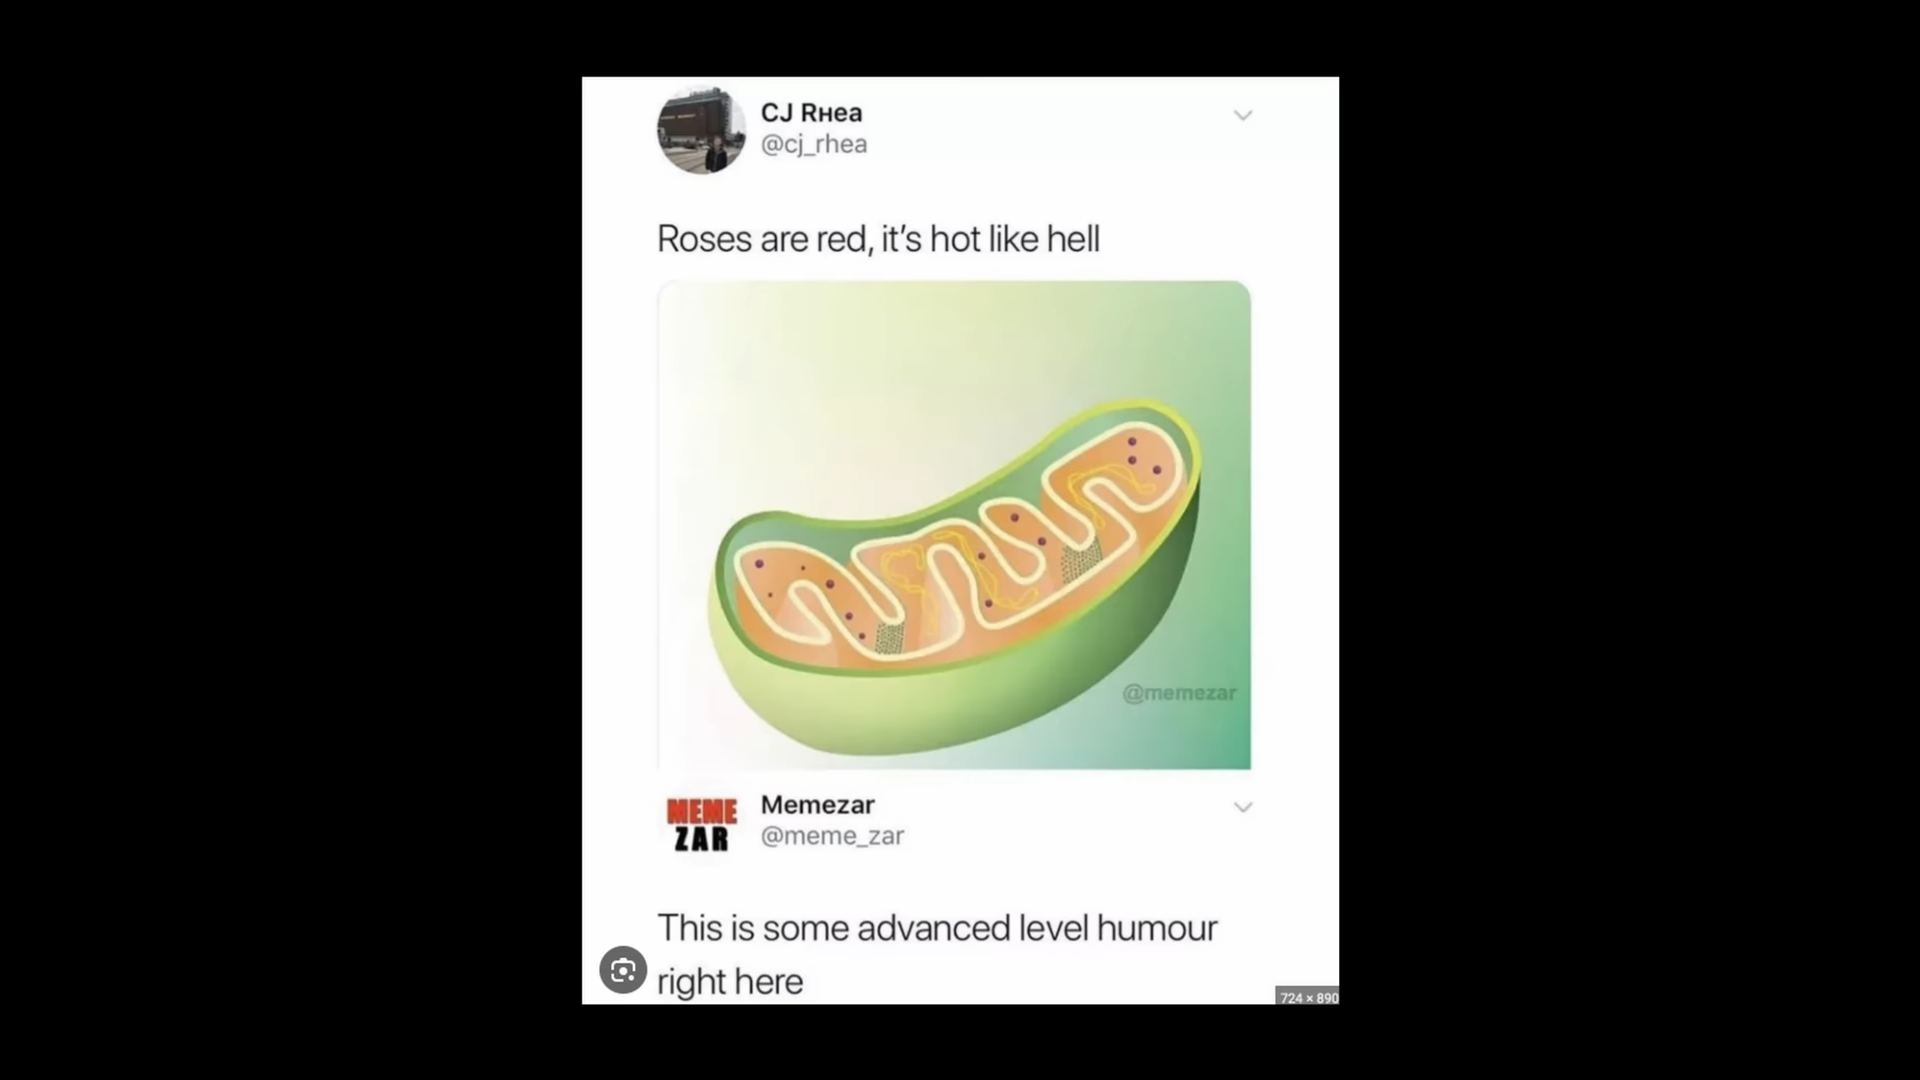 CJ Rʜea
@cj_rhea
Roses are red, it's hot like hell
@memezar
MEME
ZAR
Memezar
@meme_zar
This is some advanced level humour
right here
724 × 890